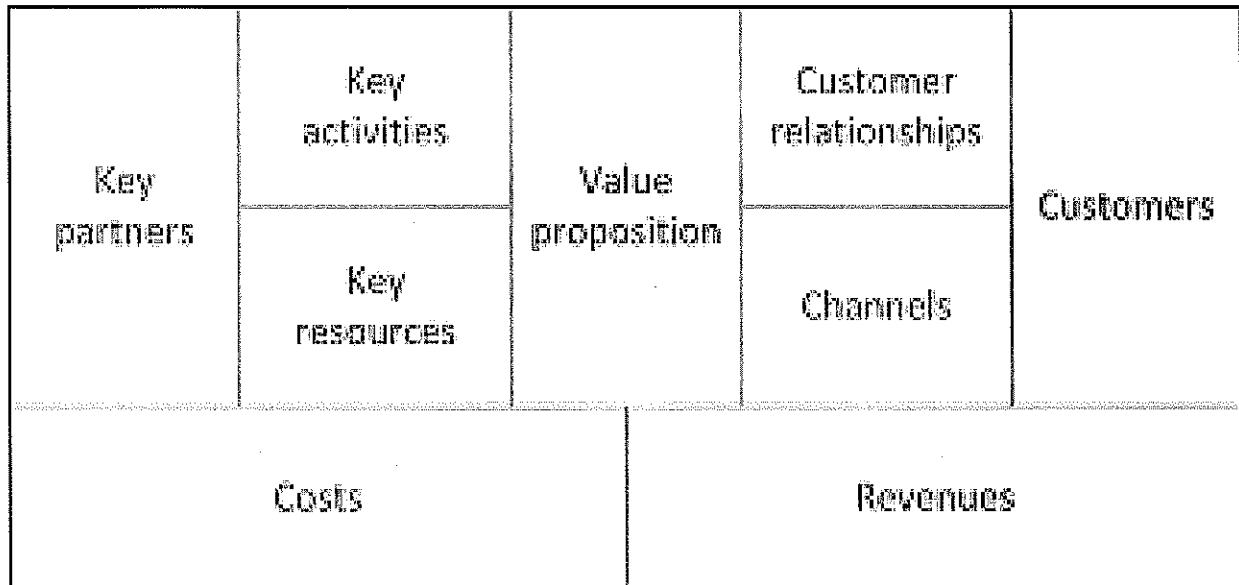 Key
partners
Key
activities
Key
resources
Value
proposition
Customer
relationships
Channels
Customers
Costs
Revenues